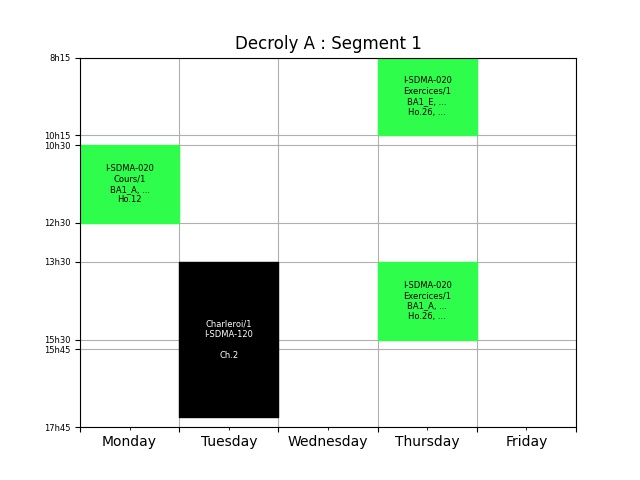 Decroly A : Segment 1
8h15
10h15
10h30
12h30
13h30
15h30
15h45
17h45
I-SDMA-020
Exercices/1
BA1_E, ...
Ho.26, ...
I-SDMA-020
Cours/1
BA1_A, ...
Ho.12
Charleroi/1
I-SDMA-120
Ch.2
I-SDMA-020
Exercices/1
BA1_A, ...
Ho.26, ...
Monday
Tuesday
Wednesday
Thursday
Friday